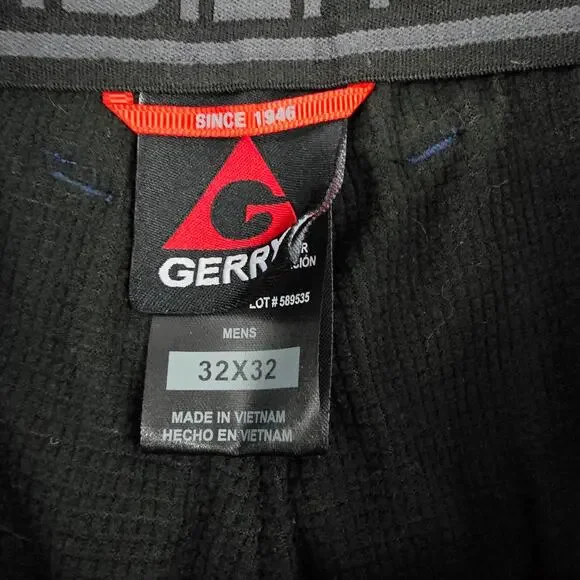 SINCE 1946
G
GERRY
LOT # 589535
MENS
32X32
MADE IN VIETNAM
HECHO EN VIETNAM